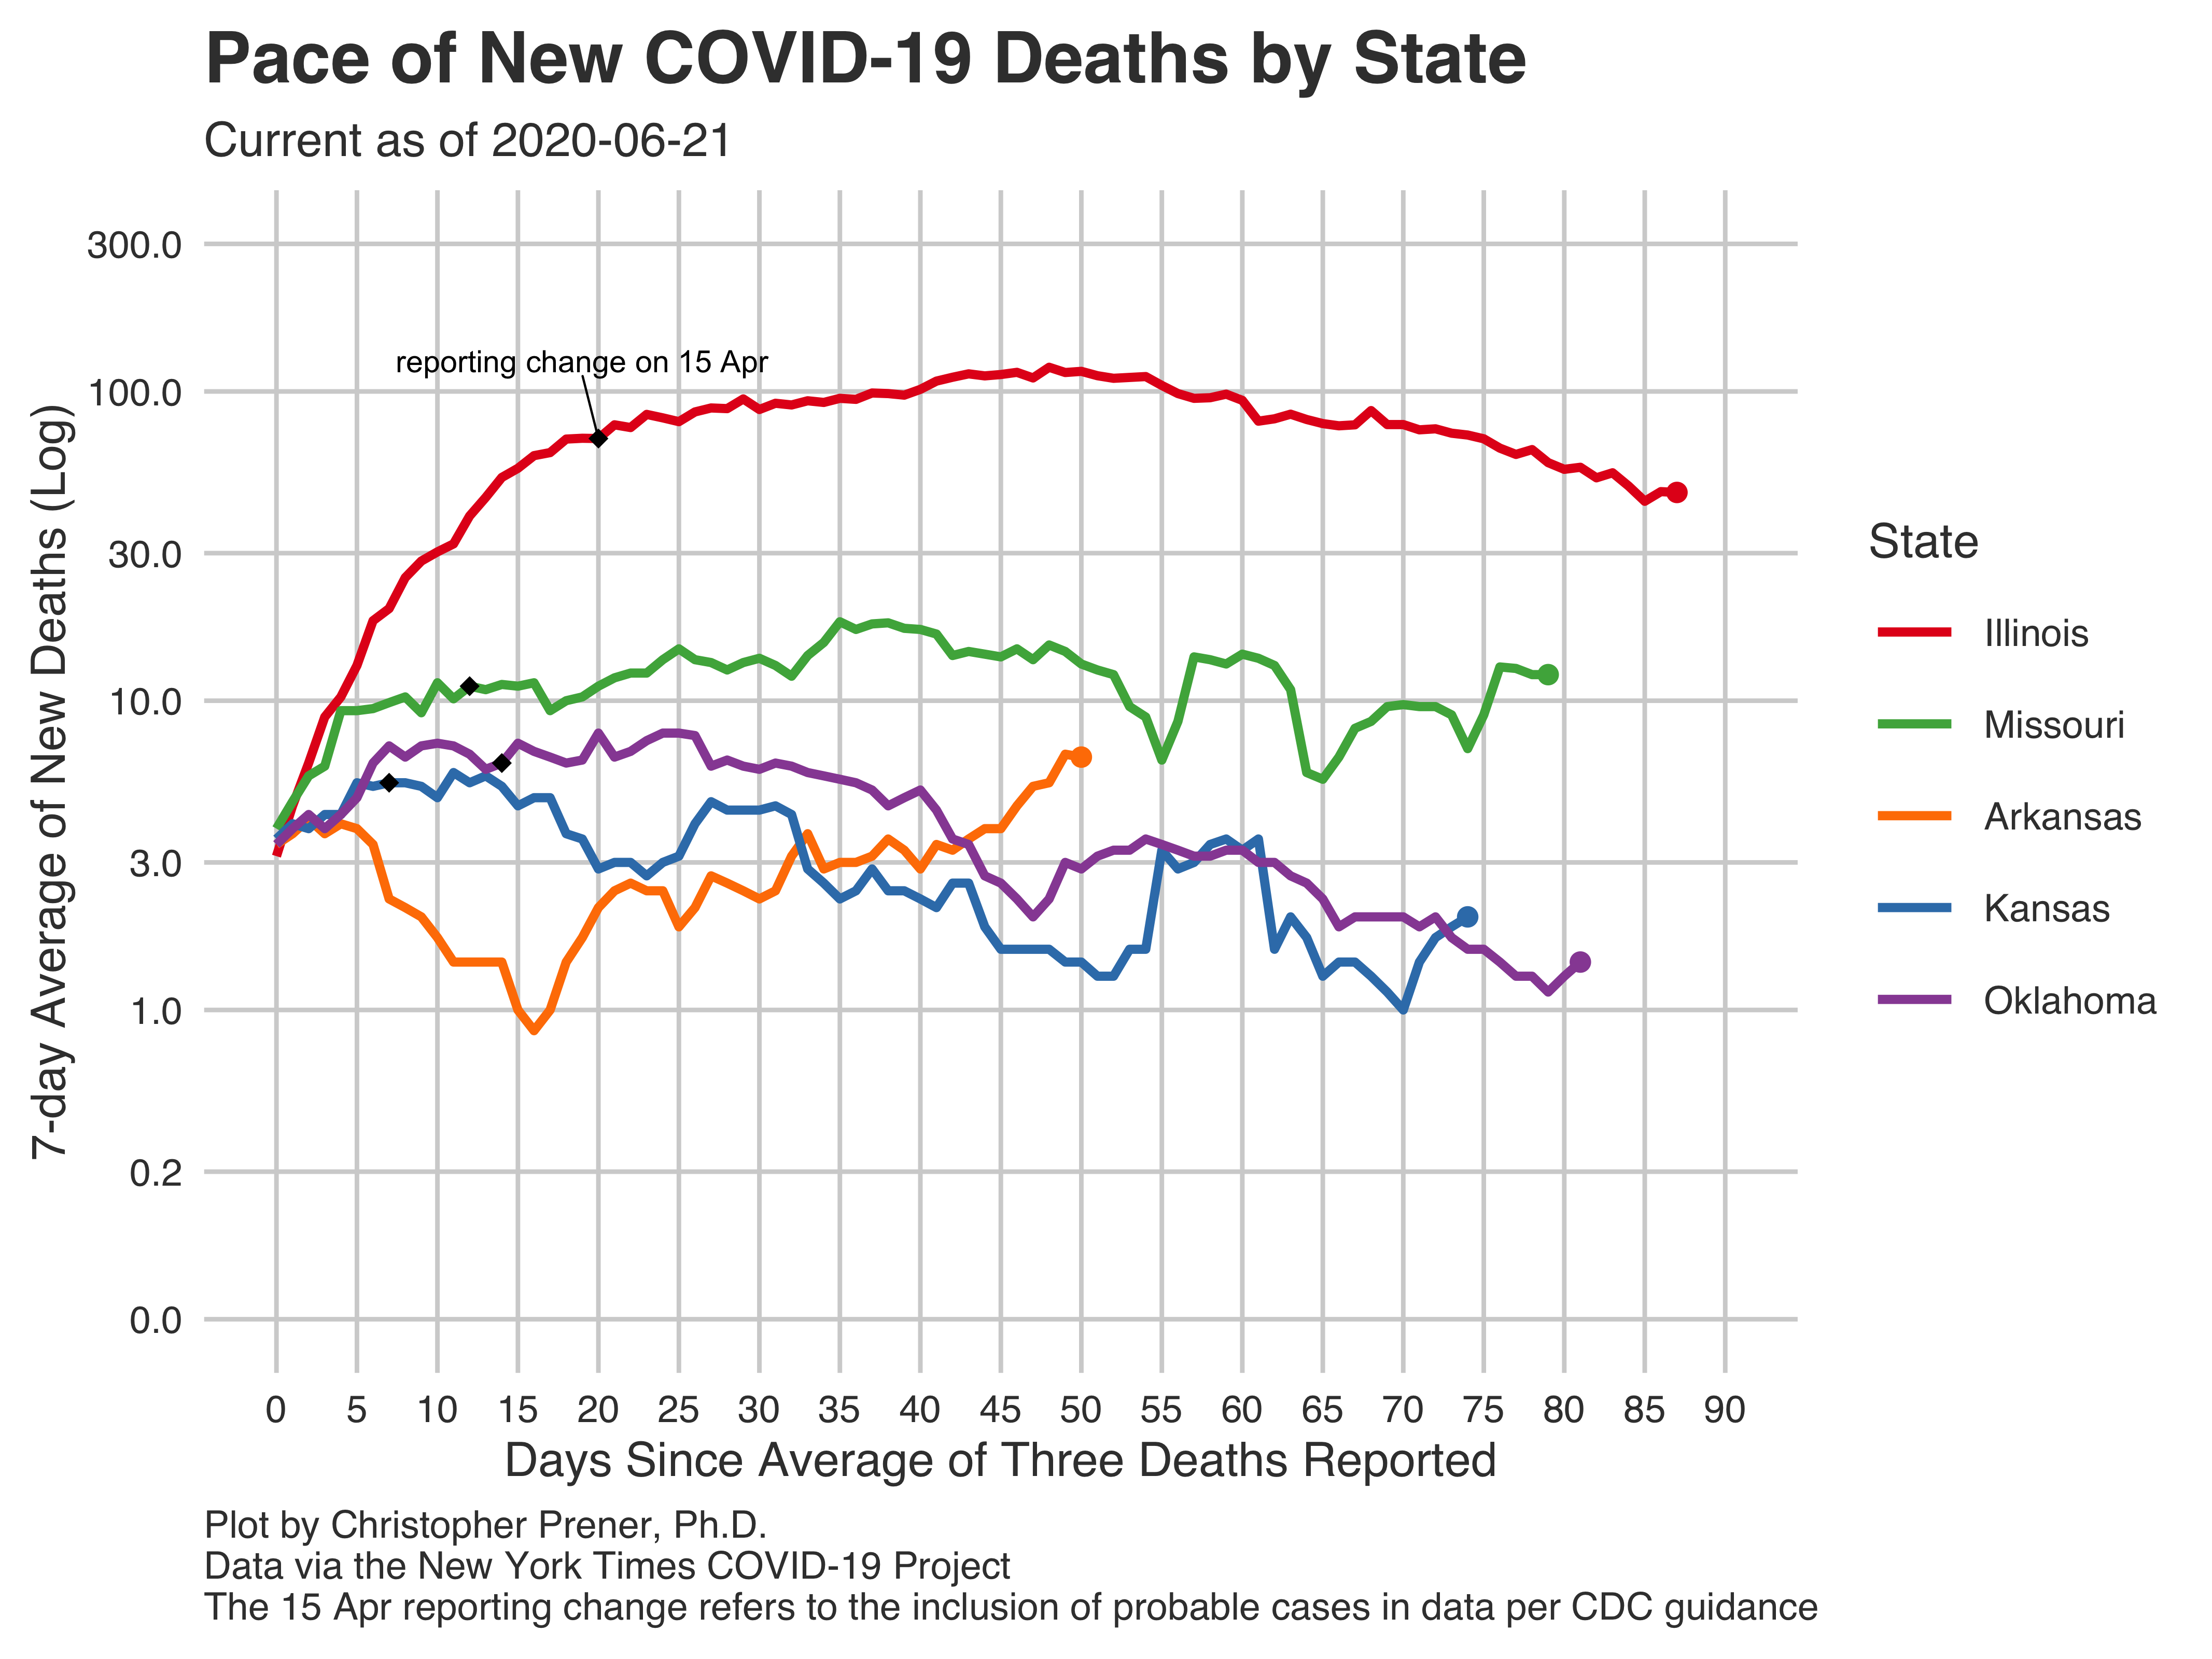 Pace of New COVID-19 Deaths by State
Current as of 2020-06-21
7-day Average of New Deaths (Log)
300.0
100.0
30.0
10.0
3.0
1.0
0.2
0.0
reporting change on 15 Apr
State
Illinois
Missouri
Arkansas
Kansas
Oklahoma
0 5 10 15 20 25 30 35 40 45 50 55 60 65 70 75 80 85 90
Days Since Average of Three Deaths Reported
Plot by Christopher Prener, Ph.D.
Data via the New York Times COVID-19 Project
The 15 Apr reporting change refers to the inclusion of probable cases in data per CDC guidance